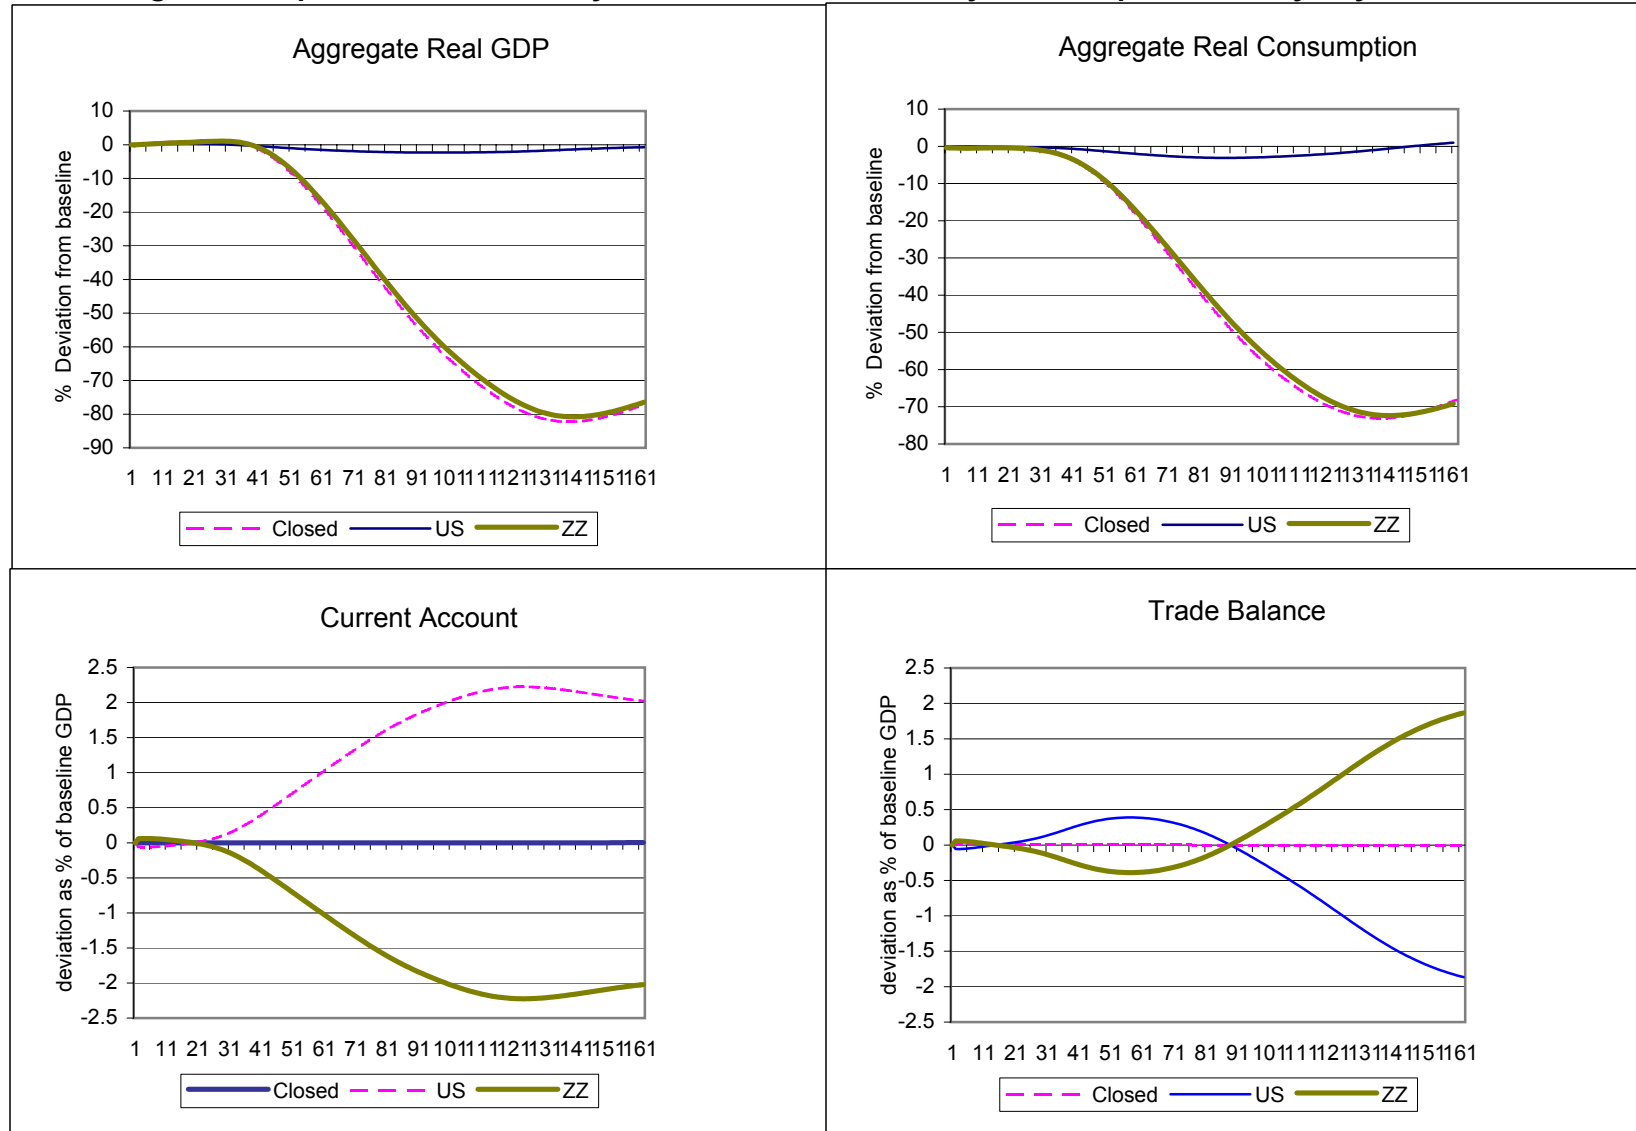 Aggregate Real GDP
% Deviation from baseline
10
0
-10
-20
-30
-40
-50
-60
-70
-80
-90
1 11 21 31 41 51 61 71 81 91 101 111 121 131 141 151 161
Closed US ZZ
Aggregate Real Consumption
% Deviation from baseline
10
0
-10
-20
-30
-40
-50
-60
-70
-80
1 11 21 31 41 51 61 71 81 91 101 111 121 131 141 151 161
Closed US ZZ
Current Account
deviation as % of baseline GDP
2.5
2
1.5
1
0.5
0
-0.5
-1
-1.5
-2
-2.5
1 11 21 31 41 51 61 71 81 91 101 111 121 131 141 151 161
Closed US ZZ
Trade Balance
deviation as % of baseline GDP
2.5
2
1.5
1
0.5
0
-0.5
-1
-1.5
-2
-2.5
1 11 21 31 41 51 61 71 81 91 101 111 121 131 141 151 161
Closed US ZZ